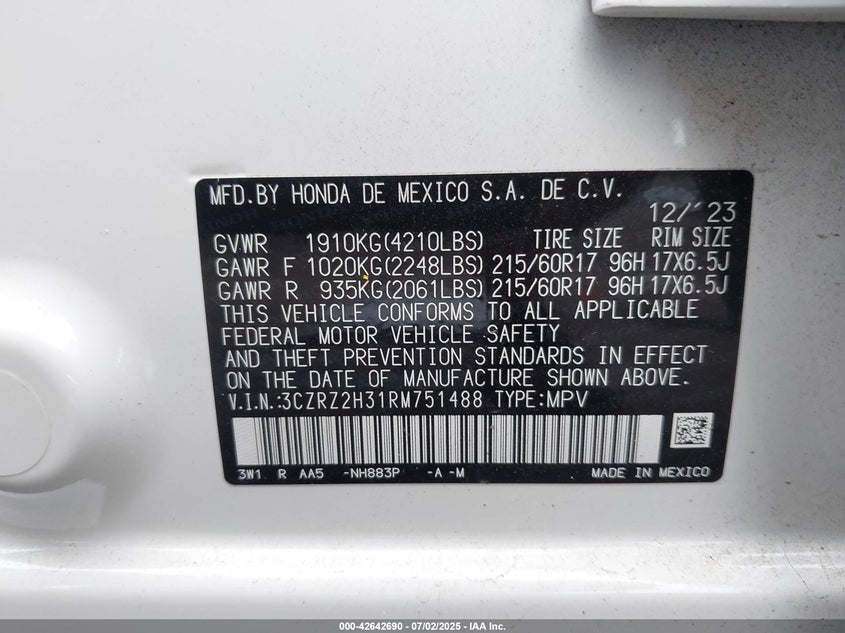 MFD.BY HONDA DE MEXICO S.A. DE C.V.
12/'23
GVWR 1910KG(4210LBS) TIRE SIZE RIM SIZE
GAWR F 1020KG(2248LBS) 215/60R17 96H 17X6.5J
GAWR R 935KG(2061LBS) 215/60R17 96H 17X6.5J
THIS VEHICLE CONFORMS TO ALL APPLICABLE
FEDERAL MOTOR VEHICLE SAFETY
AND THEFT PREVENTION STANDARDS IN EFFECT
ON THE DATE OF MANUFACTURE SHOWN ABOVE.
V.I.N.:3CZRZ2H31RM751488 TYPE:MPV
3W1 R AA5 -NH883P -A -M MADE IN MEXICO
000-42642690 - 07/02/2025 - IAA Inc.